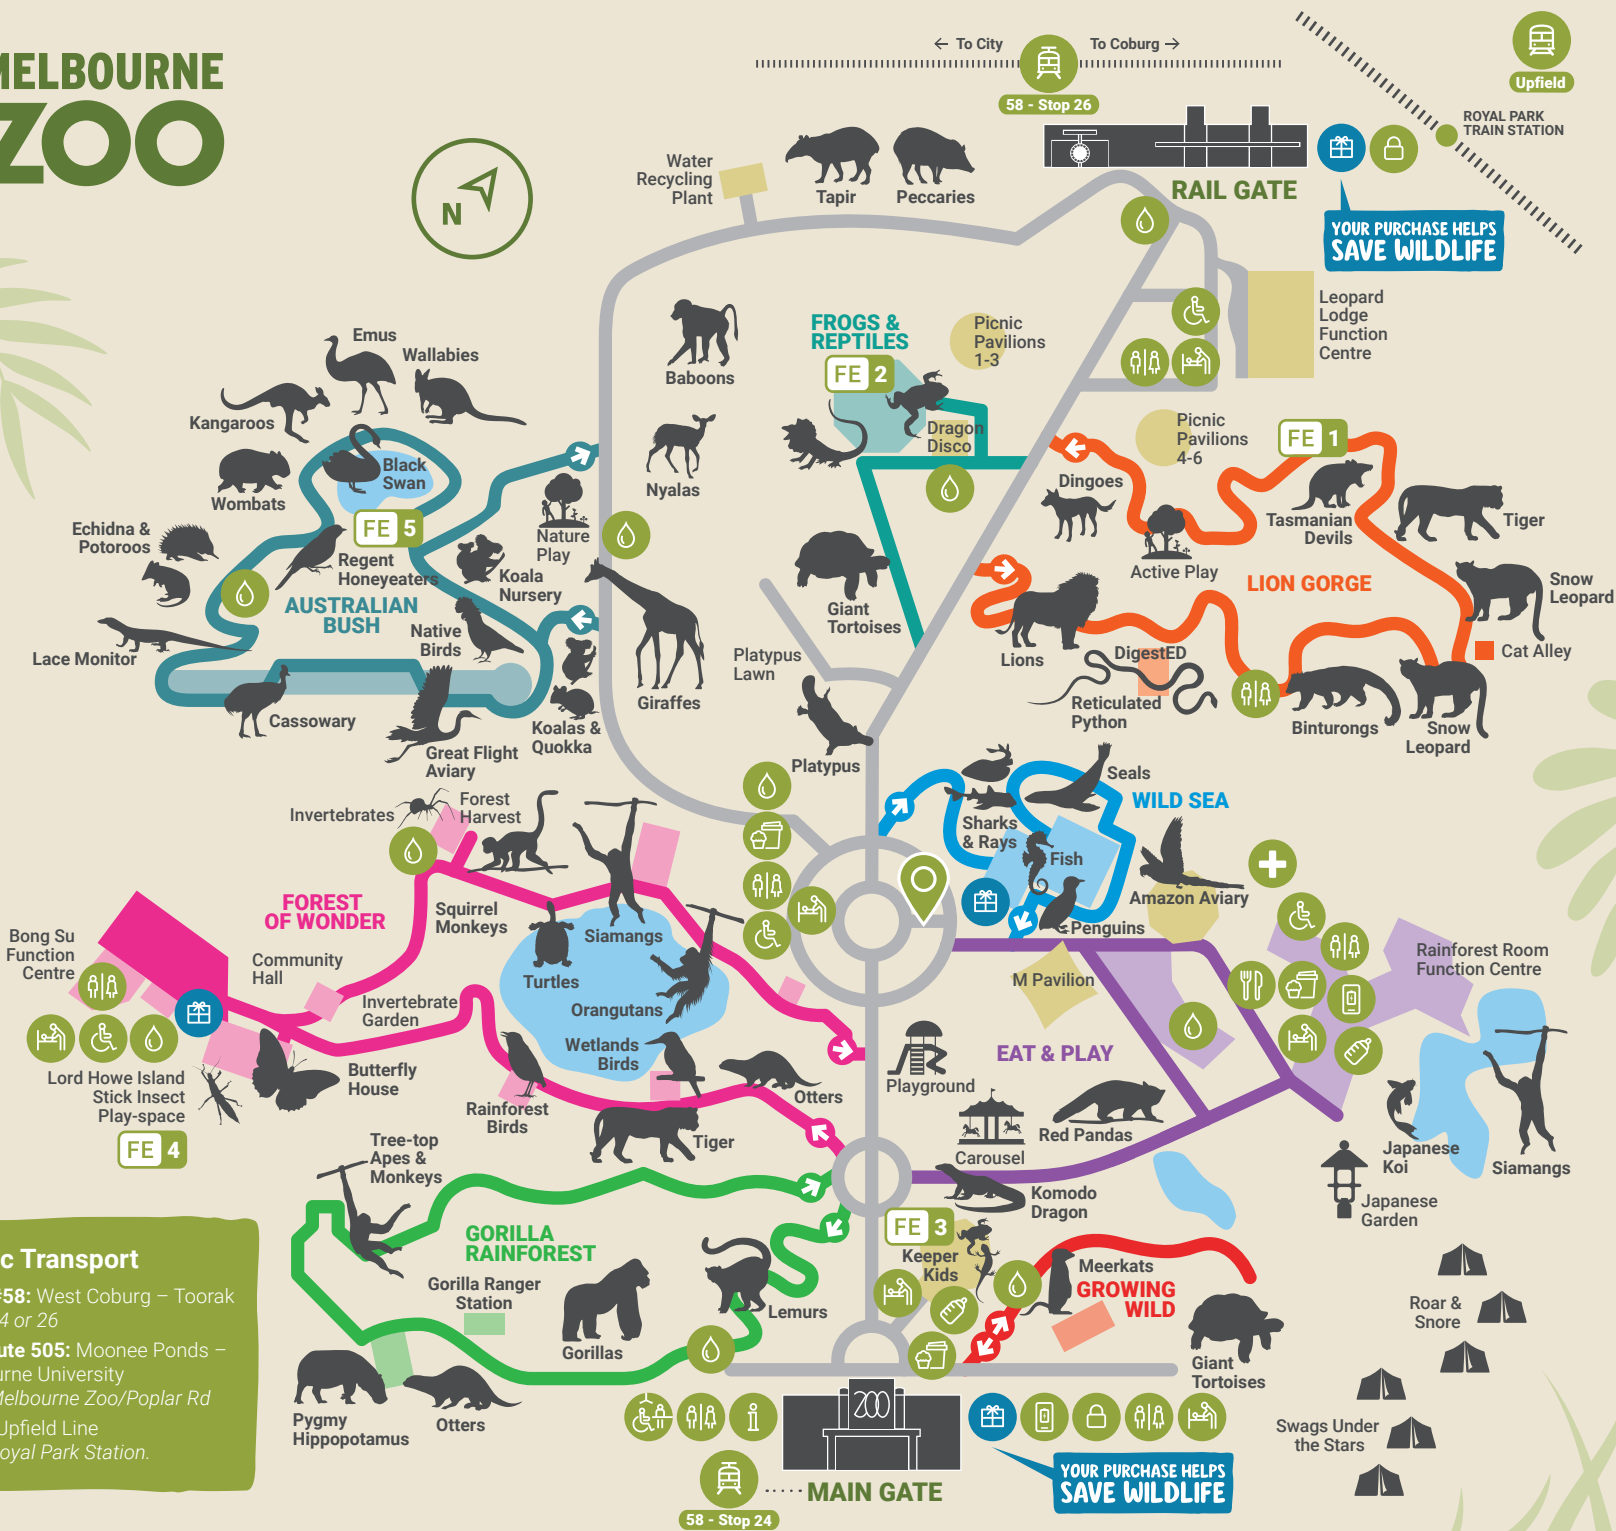 MELBOURNE
ZOO
← To City
To Coburg →
58 - Stop 26
Upfield
ROYAL PARK
TRAIN STATION
RAIL GATE
YOUR PURCHASE HELPS
SAVE WILDLIFE
N
Water
Recycling
Plant
Tapir
Peccaries
Leopard
Lodge
Function
Centre
Baboons
FROGS &
REPTILES
FE 2
Picnic
Pavilions
1-3
Dragon
Disco
Nyalas
Picnic
Pavilions
4-6
FE 1
Dingoes
Active Play
Tasmanian
Devils
Tiger
LION GORGE
Snow
Leopard
Cat Alley
Lions
DigestED
Reticulated
Python
Binturongs
Snow
Leopard
Emus
Wallabies
Kangaroos
Black
Swan
Wombats
FE 5
Echidna &
Potoroos
Regent
Honeyeaters
Nature
Play
Koala
Nursery
AUSTRALIAN
BUSH
Native
Birds
Lace Monitor
Cassowary
Great Flight
Aviary
Koalas &
Quokka
Giraffes
Giant
Tortoises
Platypus
Lawn
Platypus
Seals
WILD SEA
Sharks
& Rays
Fish
Penguins
Amazon Aviary
Invertebrates
Forest
Harvest
FOREST
OF WONDER
Squirrel
Monkeys
Siamangs
Turtles
Orangutans
Bong Su
Function
Centre
Community
Hall
Invertebrate
Garden
Wetlands
Birds
Lord Howe Island
Stick Insect
Play-space
FE 4
Butterfly
House
Rainforest
Birds
Otters
Tiger
M Pavilion
Rainforest Room
Function Centre
EAT & PLAY
Playground
Carousel
Red Pandas
Japanese
Koi
Siamangs
Japanese
Garden
Komodo
Dragon
Tree-top
Apes &
Monkeys
GORILLA
RAINFOREST
Gorilla Ranger
Station
Gorillas
Lemurs
Pygmy
Hippopotamus
Otters
FE 3
Keeper
Kids
Meerkats
GROWING
WILD
Giant
Tortoises
Roar &
Snore
Swags Under
the Stars
c Transport
#58: West Coburg – Toorak
4 or 26
ute 505: Moonee Ponds –
urne University
Melbourne Zoo/Poplar Rd
Upfield Line
oyal Park Station.
ZOO
MAIN GATE
58 - Stop 24
YOUR PURCHASE HELPS
SAVE WILDLIFE